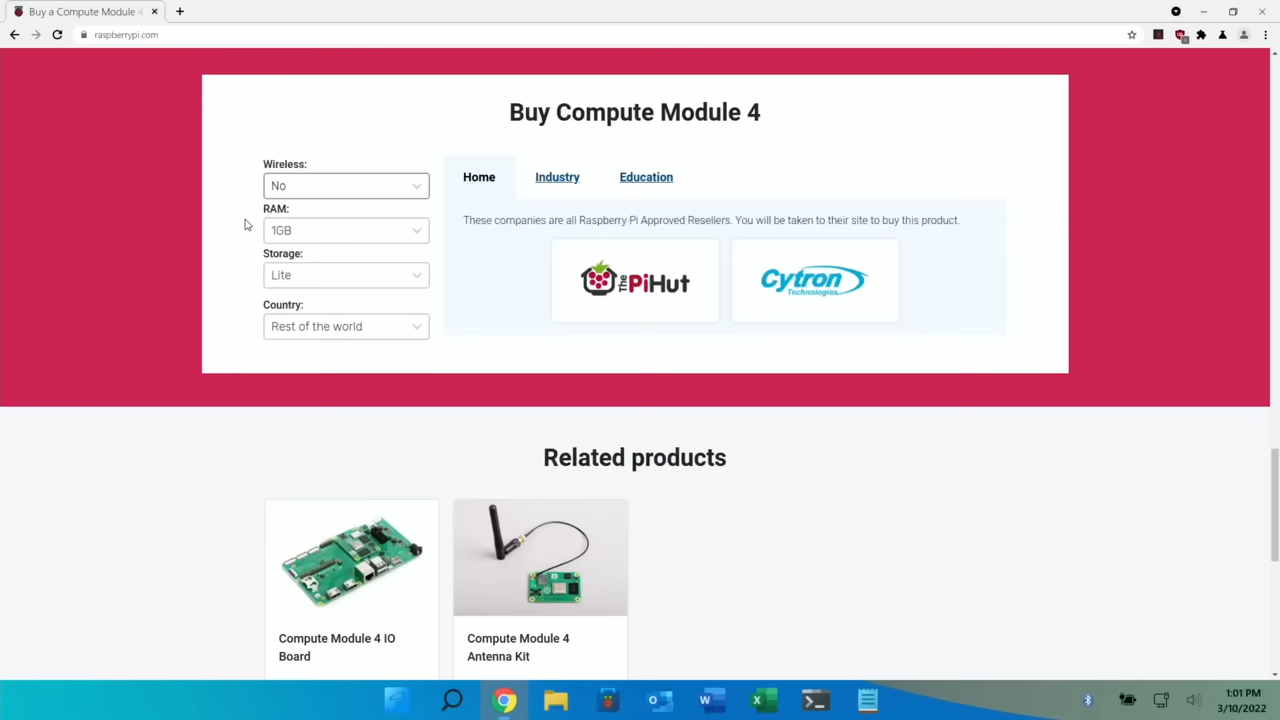 Buy a Compute Module 4
raspberrypi.com
Buy Compute Module 4
Wireless:
No
RAM:
1GB
Storage:
Lite
Country:
Rest of the world
Home Industry Education
These companies are all Raspberry Pi Approved Resellers. You will be taken to their site to buy this product.
The PiHut
Cytron
Technologies
Related products
Compute Module 4 IO
Board
Compute Module 4
Antenna Kit
1:01 PM
3/10/2022